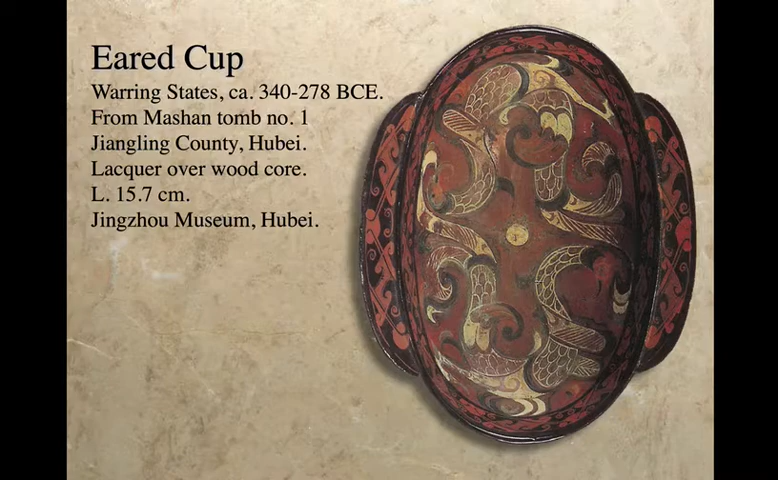 Eared Cup
Warring States, ca. 340-278 BCE.
From Mashan tomb no. 1
Jiangling County, Hubei.
Lacquer over wood core.
L. 15.7 cm.
Jingzhou Museum, Hubei.